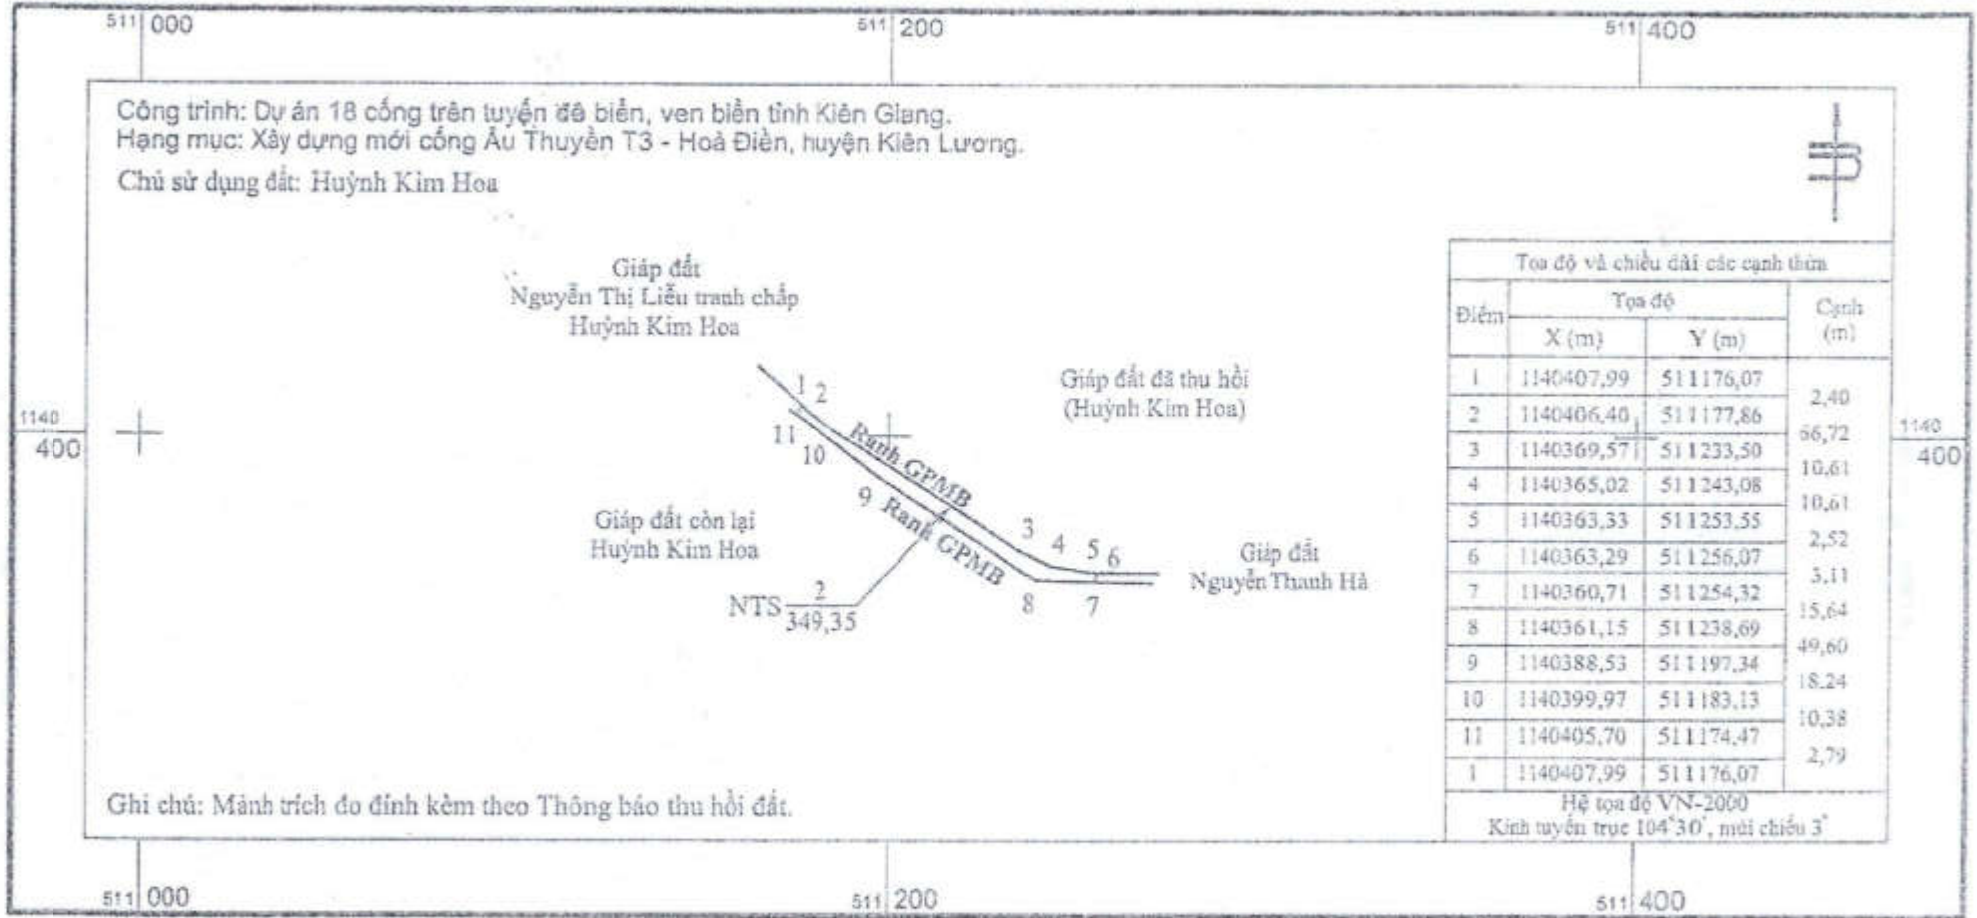 511 000 511 200 511 400
Công trình: Dự án 18 cống trên tuyến đê biển, ven biển tỉnh Kiên Giang.
Hạng mục: Xây dựng mới cống Âu Thuyền T3 - Hoà Điền, huyện Kiên Lương.
Chủ sử dụng đất: Huỳnh Kim Hoa
Giáp đất
Nguyễn Thị Liễu tranh chấp
Huỳnh Kim Hoa
Giáp đất đã thu hồi
(Huỳnh Kim Hoa)
1140
400
1 2
11
10
Ranh GPMB
9 Ranh GPMB
3
4
5 6
8 7
Giáp đất còn lại
Huỳnh Kim Hoa
Giáp đất
Nguyễn Thanh Hà
NTS 2
349,35
Tọa độ và chiều dài các cạnh thửa
Điểm Tọa độ Cạnh
(m)
X (m) Y (m)
1 1140407,99 511176,07
2,40
2 1140406,40 511177,86
66,72
3 1140369,57 511233,50
10,61
4 1140365,02 511243,08
10,61
5 1140363,33 511253,55
2,52
6 1140363,29 511256,07
3,11
7 1140360,71 511254,32
15,64
8 1140361,15 511238,69
49,60
9 1140388,53 511197,34
18,24
10 1140399,97 511183,13
10,38
11 1140405,70 511174,47
2,79
1 1140407,99 511176,07
Hệ tọa độ VN-2000
Kinh tuyến trục 104°30', múi chiếu 3°
1140
400
Ghi chú: Mảnh trích đo đính kèm theo Thông báo thu hồi đất.
511 000 511 200 511 400